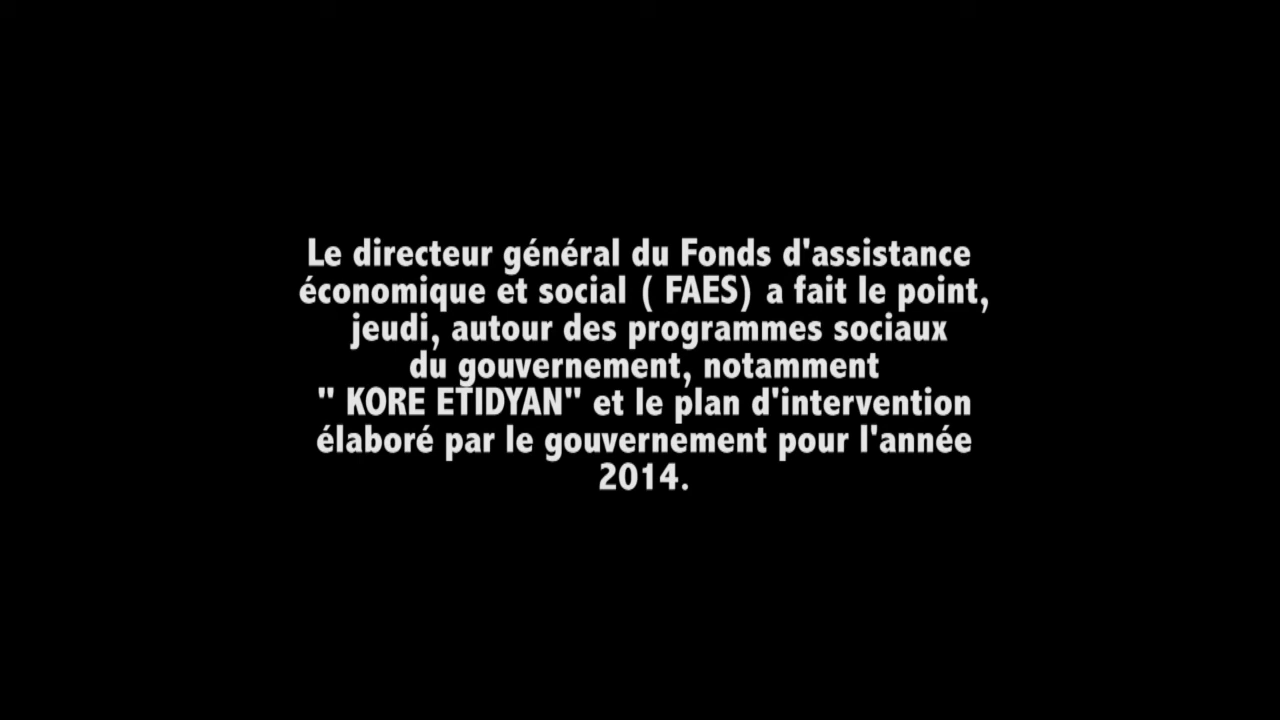 Le directeur général du Fonds d'assistance
économique et social ( FAES) a fait le point,
jeudi, autour des programmes sociaux
du gouvernement, notamment
" KORE ETIDYAN" et le plan d'intervention
élaboré par le gouvernement pour l'année
2014.